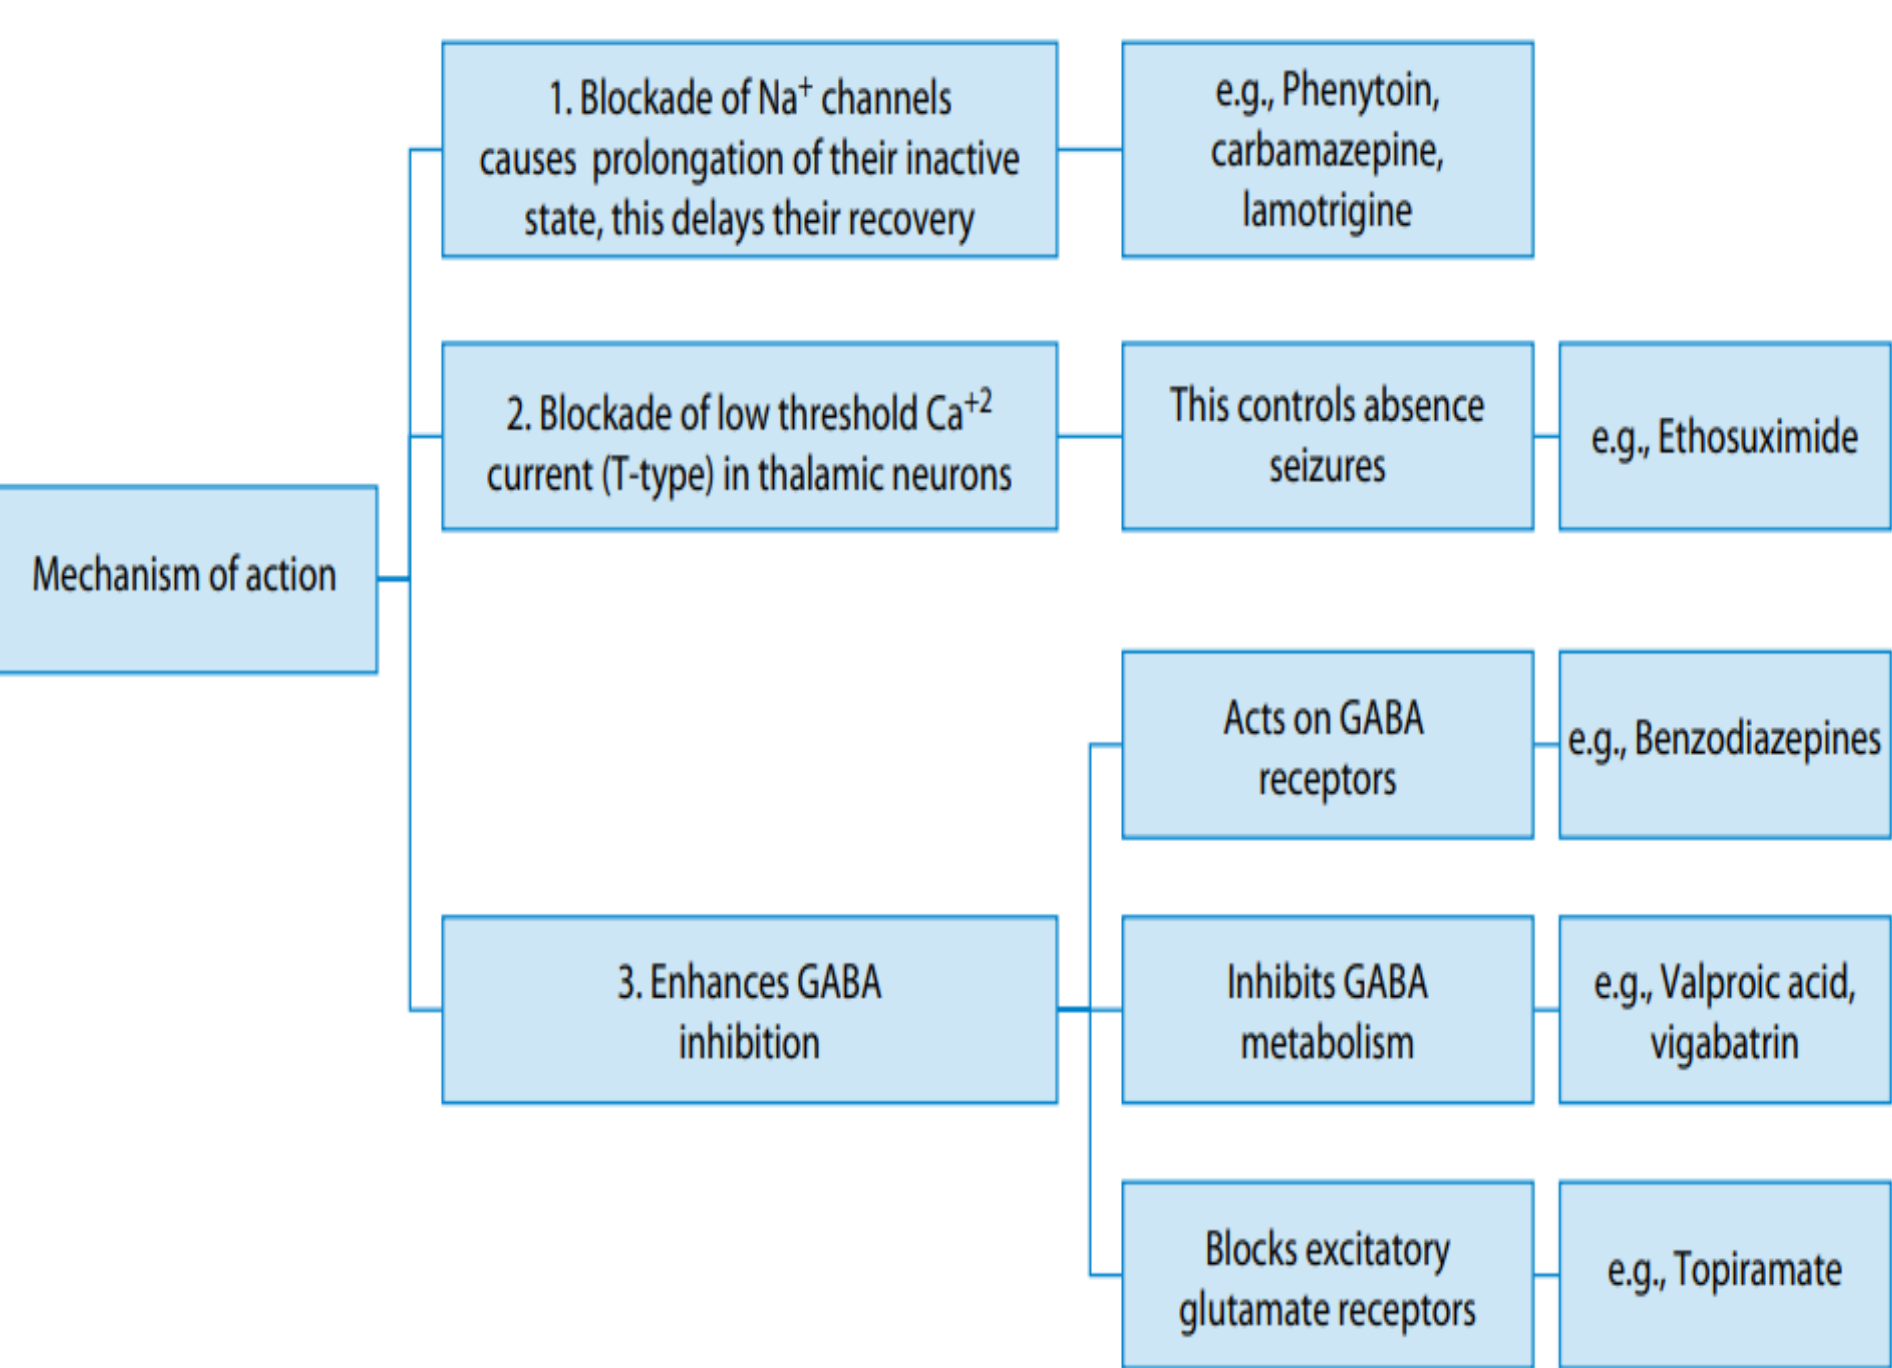 1. Blockade of Na+ channels
causes prolongation of their inactive
state, this delays their recovery
e.g., Phenytoin,
carbamazepine,
lamotrigine
2. Blockade of low threshold Ca+2
current (T-type) in thalamic neurons
This controls absence
seizures
e.g., Ethosuximide
Mechanism of action
Acts on GABA
receptors
e.g., Benzodiazepines
3. Enhances GABA
inhibition
Inhibits GABA
metabolism
e.g., Valproic acid,
vigabatrin
Blocks excitatory
glutamate receptors
e.g., Topiramate